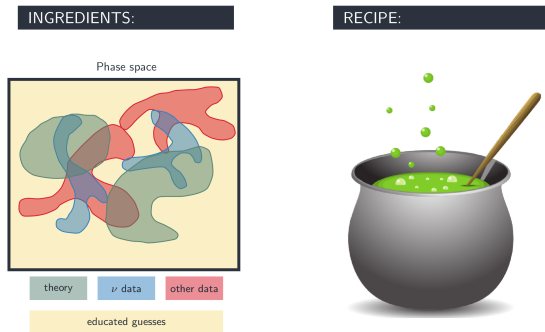 INGREDIENTS:
RECIPE:
Phase space
theory
ν data
other data
educated guesses